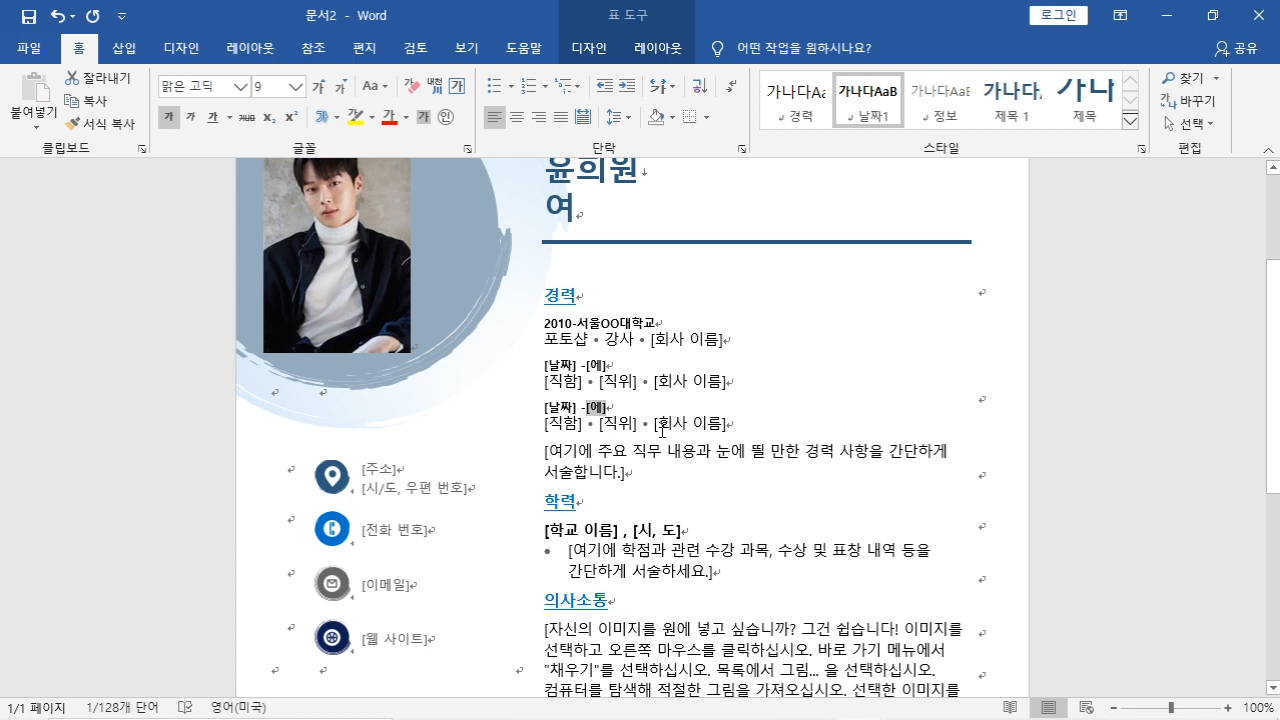 문서2 - Word
표 도구
로그인
파일
홈
삽입
디자인
레이아웃
참조
편지
검토
보기
도움말
디자인
레이아웃
어떤 작업을 원하시나요?
공유
붙여넣기
잘라내기
복사
서식 복사
클립보드
맑은 고딕
9
글꼴
단락
가나다Aa
경력
가나다AaB
날짜1
가나다AaB
정보
가나다
제목 1
가나
제목
스타일
찾기
바꾸기
선택
편집
윤희원
여
경력
2010-서울OO대학교
포토샵 • 강사 • [회사 이름]
[날짜] -[에]
[직함] • [직위] • [회사 이름]
[날짜] -[에]
[직함] • [직위] • [회사 이름]
[여기에 주요 직무 내용과 눈에 띌 만한 경력 사항을 간단하게
서술합니다.]
학력
[학교 이름] , [시, 도]
• [여기에 학점과 관련 수강 과목, 수상 및 표창 내역 등을
간단하게 서술하세요.]
의사소통
[자신의 이미지를 원에 넣고 싶습니까? 그건 쉽습니다! 이미지를
선택하고 오른쪽 마우스를 클릭하십시오. 바로 가기 메뉴에서
"채우기"를 선택하십시오. 목록에서 그림... 을 선택하십시오.
컴퓨터를 탐색해 적절한 그림을 가져오십시오. 선택한 이미지를
[주소]
[시/도, 우편 번호]
[전화 번호]
[이메일]
[웹 사이트]
1/1 페이지
1/128개 단어
영어(미국)
100%